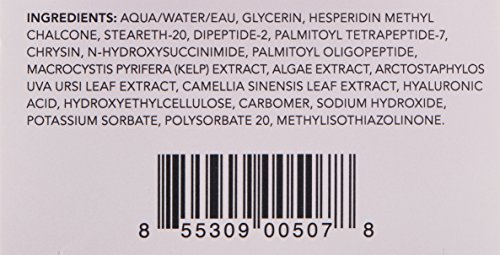 INGREDIENTS: AQUA/WATER/EAU, GLYCERIN, HESPERIDIN METHYL
CHALCONE, STEARETH-20, DIPEPTIDE-2, PALMITOYL TETRAPEPTIDE-7,
CHRYSIN, N-HYDROXYSUCCINIMIDE, PALMITOYL OLIGOPEPTIDE,
MACROCYSTIS PYRIFERA (KELP) EXTRACT, ALGAE EXTRACT, ARCTOSTAPHYLOS
UVA URSI LEAF EXTRACT, CAMELLIA SINENSIS LEAF EXTRACT, HYALURONIC
ACID, HYDROXYETHYLCELLULOSE, CARBOMER, SODIUM HYDROXIDE,
POTASSIUM SORBATE, POLYSORBATE 20, METHYLISOTHIAZOLINONE.
8 55309 00507 8